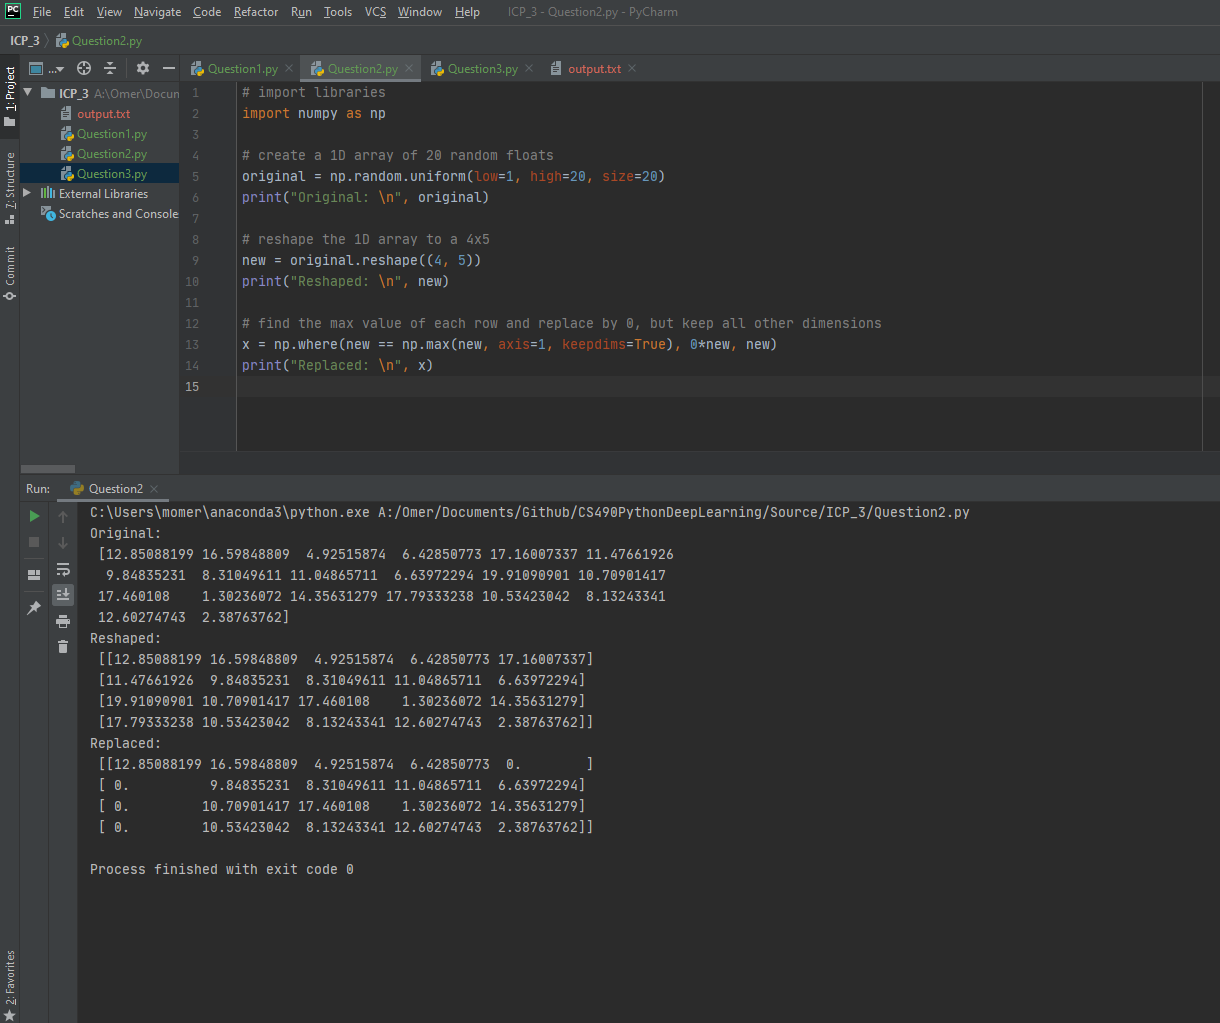 PC File Edit View Navigate Code Refactor Run Tools VCS Window Help ICP_3 - Question2.py - PyCharm
ICP_3 Question2.py
1: Project
...
Question1.py Question2.py Question3.py output.txt
ICP_3 A:\Omer\Docun
output.txt
Question1.py
Question2.py
Question3.py
External Libraries
Scratches and Console
7: Structure
Commit
2: Favorites
1 # import libraries
2 import numpy as np
3
4 # create a 1D array of 20 random floats
5 original = np.random.uniform(low=1, high=20, size=20)
6 print("Original: \n", original)
7
8 # reshape the 1D array to a 4x5
9 new = original.reshape((4, 5))
10 print("Reshaped: \n", new)
11
12 # find the max value of each row and replace by 0, but keep all other dimensions
13 x = np.where(new == np.max(new, axis=1, keepdims=True), 0*new, new)
14 print("Replaced: \n", x)
15
Run: Question2
C:\Users\momer\anaconda3\python.exe A:/Omer/Documents/Github/CS490PythonDeepLearning/Source/ICP_3/Question2.py
Original:
[12.85088199 16.59848809  4.92515874  6.42850773 17.16007337 11.47661926
9.84835231  8.31049611 11.04865711  6.63972294 19.91090901 10.70901417
17.460108    1.30236072 14.35631279 17.79333238 10.53423042  8.13243341
12.60274743  2.38763762]
Reshaped:
[[12.85088199 16.59848809  4.92515874  6.42850773 17.16007337]
[11.47661926  9.84835231  8.31049611 11.04865711  6.63972294]
[19.91090901 10.70901417 17.460108    1.30236072 14.35631279]
[17.79333238 10.53423042  8.13243341 12.60274743  2.38763762]]
Replaced:
[[12.85088199 16.59848809  4.92515874  6.42850773  0.        ]
[ 0.          9.84835231  8.31049611 11.04865711  6.63972294]
[ 0.         10.70901417 17.460108    1.30236072 14.35631279]
[ 0.         10.53423042  8.13243341 12.60274743  2.38763762]]
Process finished with exit code 0